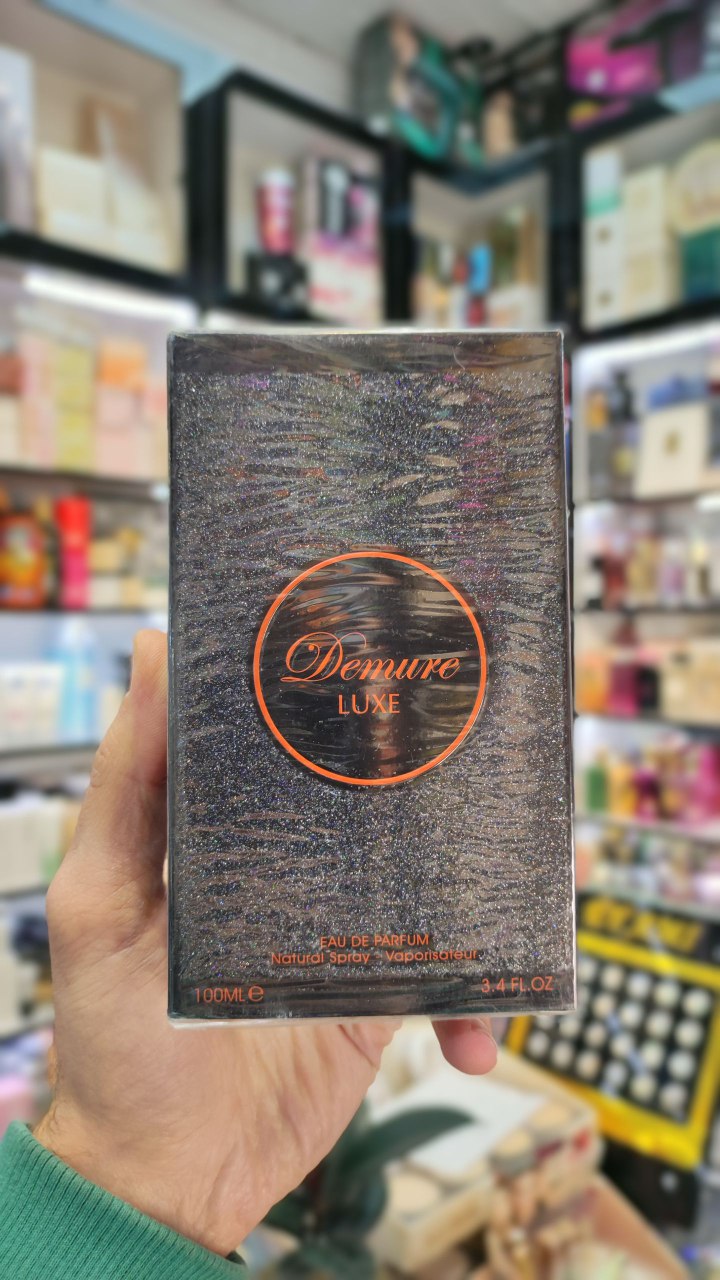 Demure
LUXE
EAU DE PARFUM
Natural Spray - Vaporisateur
100ML e 3.4 FL.OZ